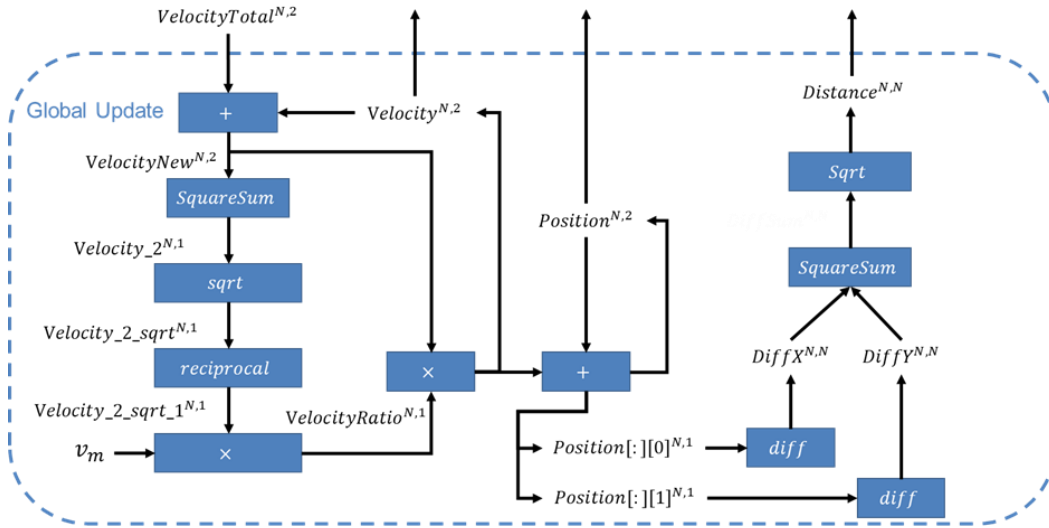 VelocityTotal^{N,2}
Global Update
+
Velocity^{N,2}
Distance^{N,N}
VelocityNew^{N,2}
SquareSum
Sqrt
Position^{N,2}
Velocity_2^{N,1}
sqrt
SquareSum
Velocity_2_sqrt^{N,1}
reciprocal
×
+
DiffX^{N,N}
DiffY^{N,N}
Velocity_2_sqrt_1^{N,1}
VelocityRatio^{N,1}
v_m
×
Position[:][0]^{N,1}
diff
Position[:][1]^{N,1}
diff